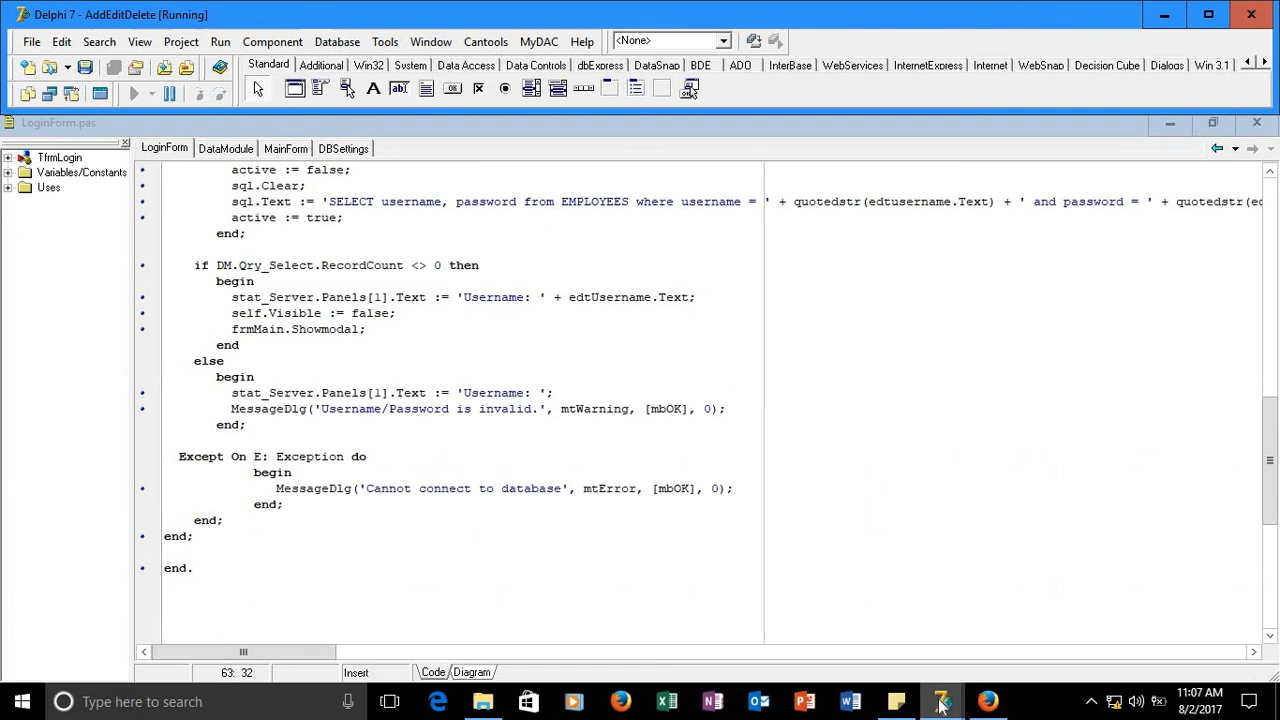 Delphi 7 - AddEditDelete [Running]
File Edit Search View Project Run Component Database Tools Window Cantools MyDAC Help <None>
Standard Additional Win32 System Data Access Data Controls dbExpress DataSnap BDE ADO InterBase WebServices InternetExpress Internet WebSnap Decision Cube Dialogs Win 3.1
LoginForm.pas
TfrmLogin
Variables/Constants
Uses
LoginForm DataModule MainForm DBSettings
active := false;
sql.Clear;
sql.Text := 'SELECT username, password from EMPLOYEES where username = ' + quotedstr(edtusername.Text) + ' and password = ' + quotedstr(ed
active := true;
end;
if DM.Qry_Select.RecordCount <> 0 then
begin
stat_Server.Panels[1].Text := 'Username: ' + edtUsername.Text;
self.Visible := false;
frmMain.Showmodal;
end
else
begin
stat_Server.Panels[1].Text := 'Username: ';
MessageDlg('Username/Password is invalid.', mtWarning, [mbOK], 0);
end;
Except On E: Exception do
begin
MessageDlg('Cannot connect to database', mtError, [mbOK], 0);
end;
end;
end;
end.
63: 32 Insert Code Diagram
Type here to search
11:07 AM
8/2/2017